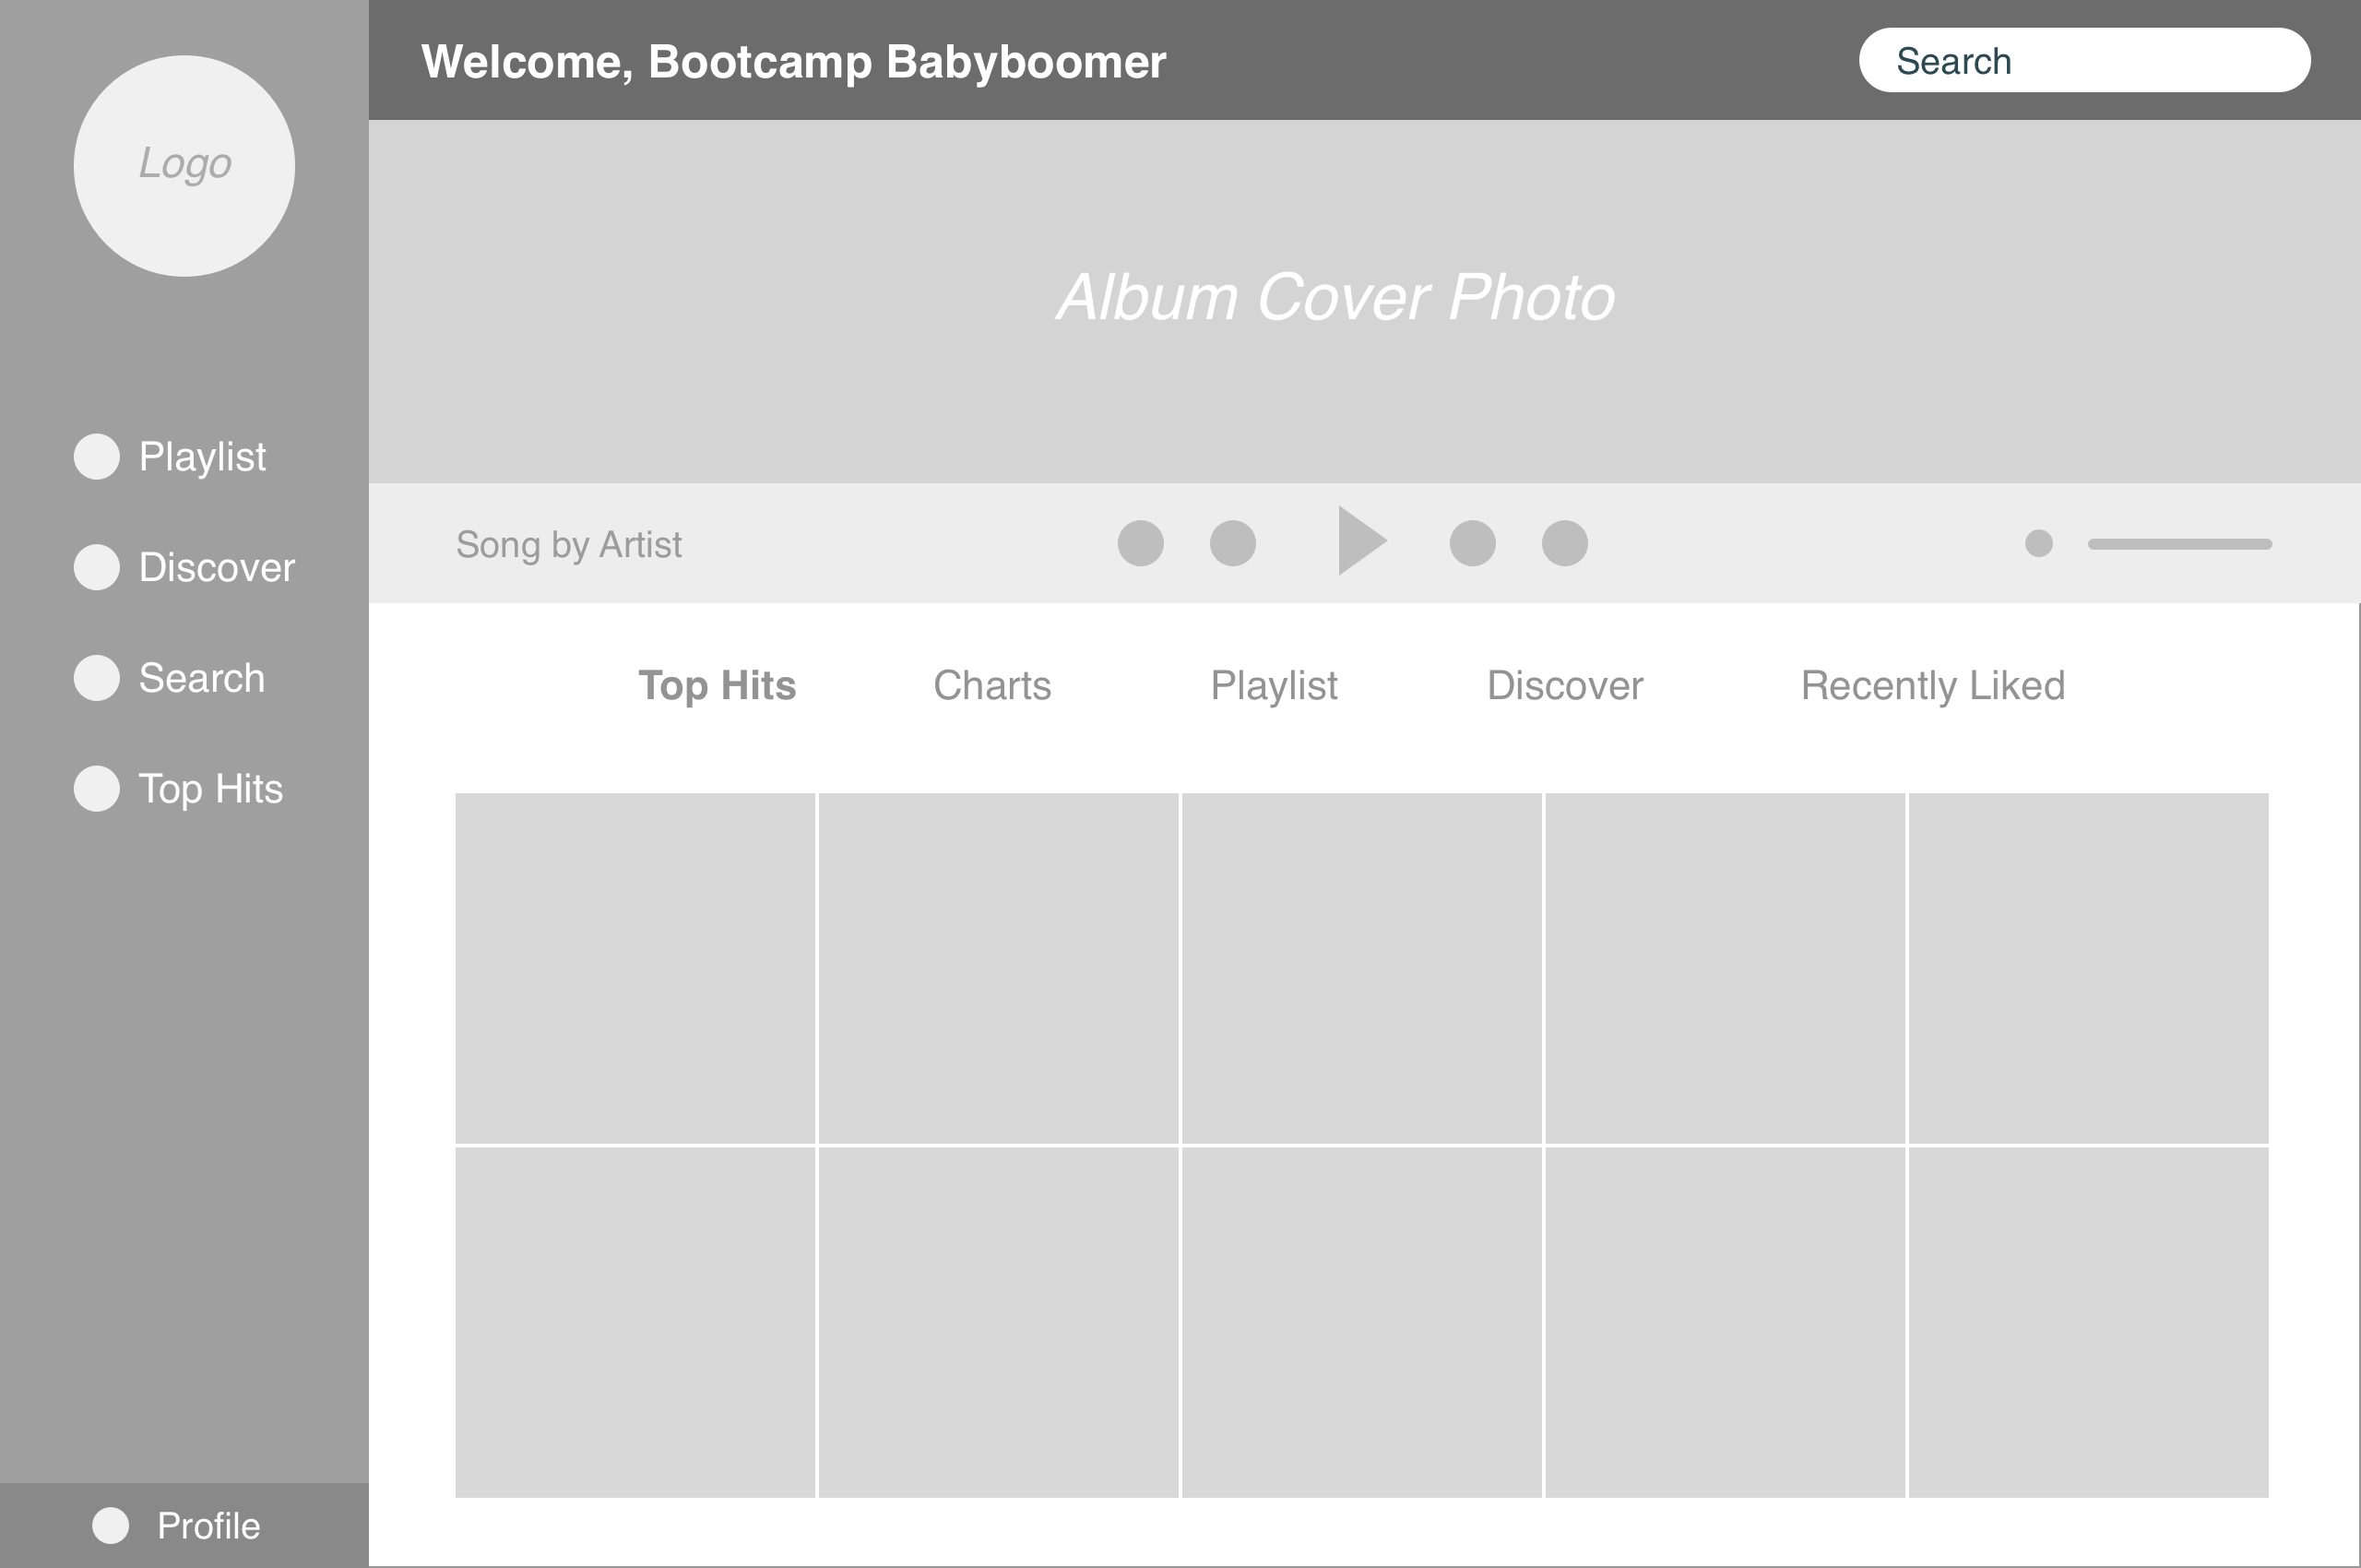 Logo
Playlist
Discover
Search
Top Hits
Profile
Welcome, Bootcamp Babyboomer
Search
Album Cover Photo
Song by Artist
Top Hits
Charts
Playlist
Discover
Recently Liked